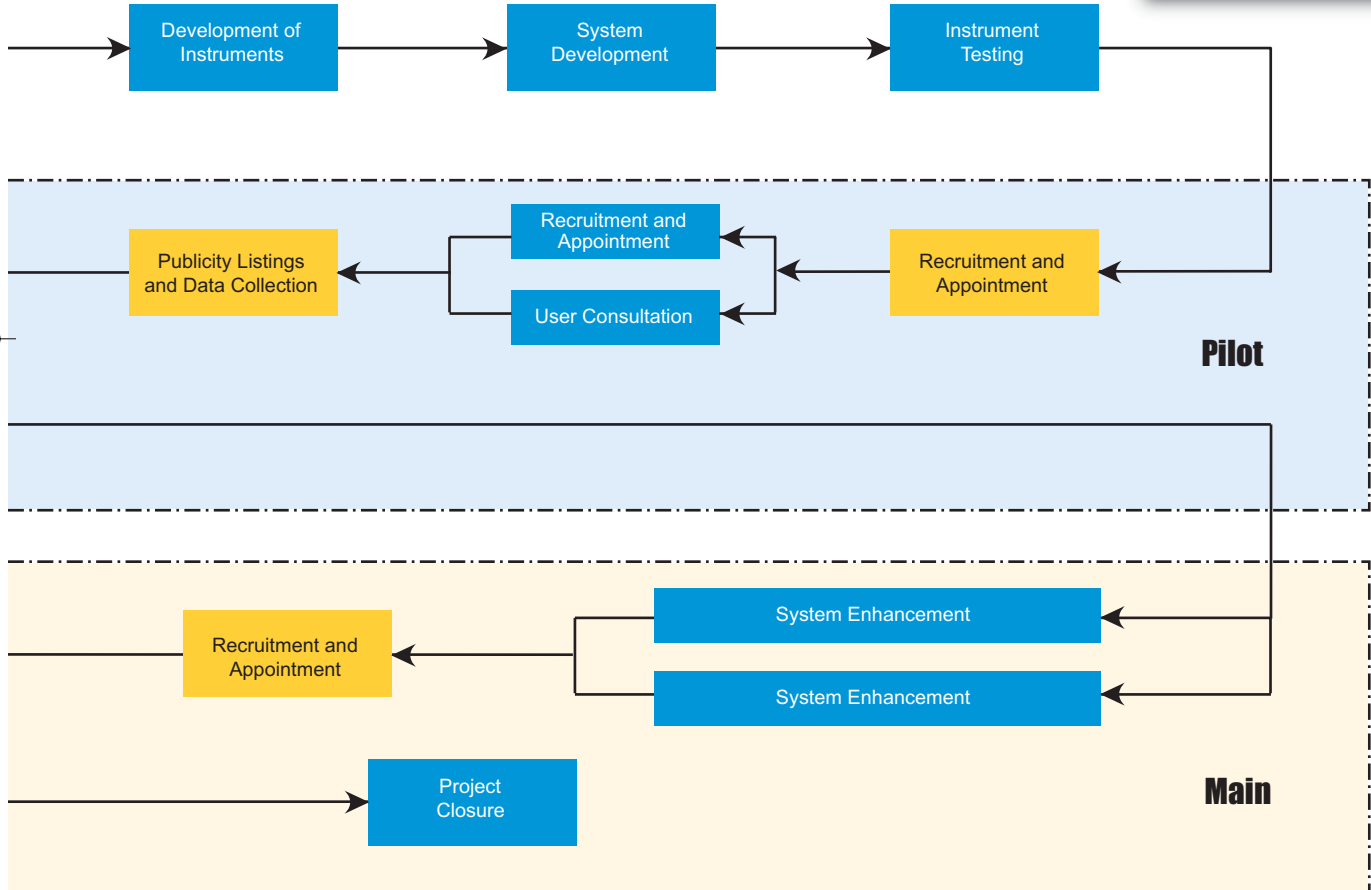 Development of
Instruments
System
Development
Instrument
Testing
Publicity Listings
and Data Collection
Recruitment and
Appointment
User Consultation
Recruitment and
Appointment
Pilot
System Enhancement
Recruitment and
Appointment
System Enhancement
Project
Closure
Main